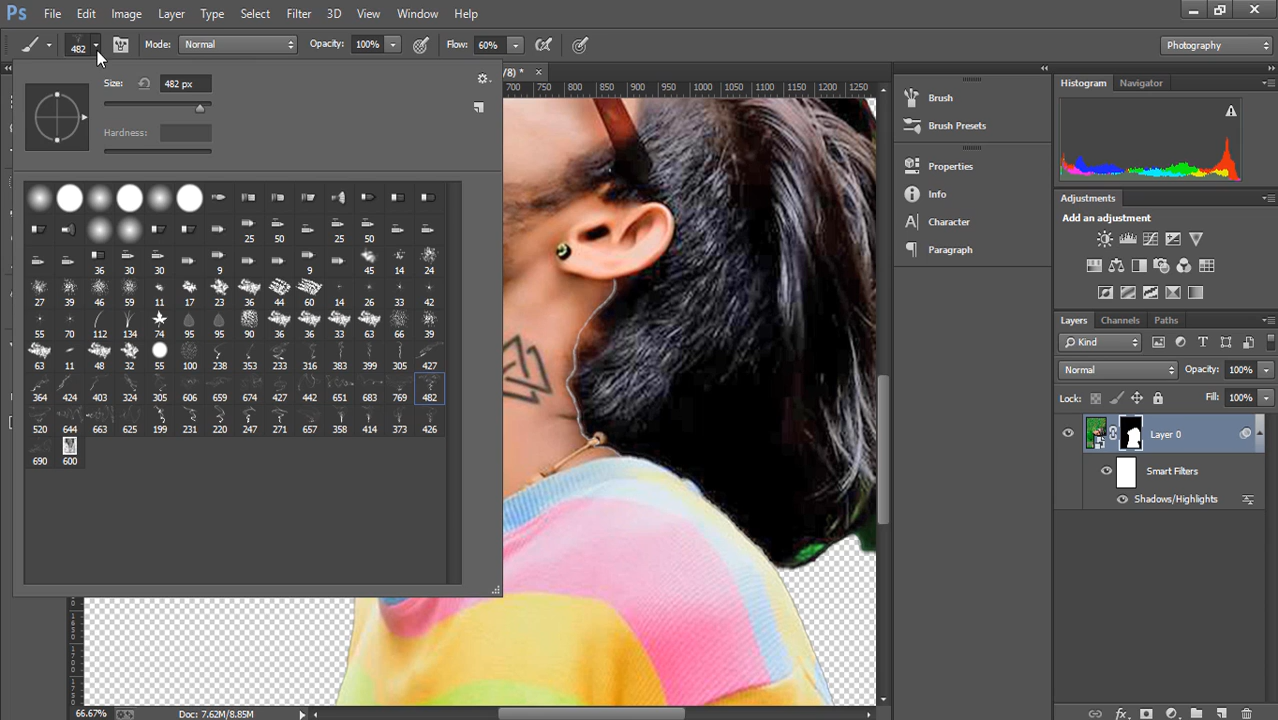 Ps File Edit Image Layer Type Select Filter 3D View Window Help
482 Mode: Normal Opacity: 100% Flow: 60% Photography
/8) * ×
Size: 482 px
Hardness:
700 750 800 850 900 950 1000 1050 1100 1150 1200 1250
25 50 25 50
36 30 30 9 9 45 14 24
27 39 46 59 11 17 23 36 44 60 14 26 33 42
55 70 112 134 74 95 95 90 36 36 33 63 66 39
63 11 48 32 55 100 238 353 233 316 383 399 305 427
364 424 403 324 305 606 659 674 427 442 651 683 769 482
520 644 663 625 199 231 220 247 271 657 358 414 373 426
690 600
Brush
Brush Presets
Properties
Info
Character
Paragraph
Histogram Navigator
Adjustments
Add an adjustment
Layers Channels Paths
Kind
Normal Opacity: 100%
Lock: Fill: 100%
Layer 0
Smart Filters
Shadows/Highlights
66.67% Doc: 7.62M/8.85M